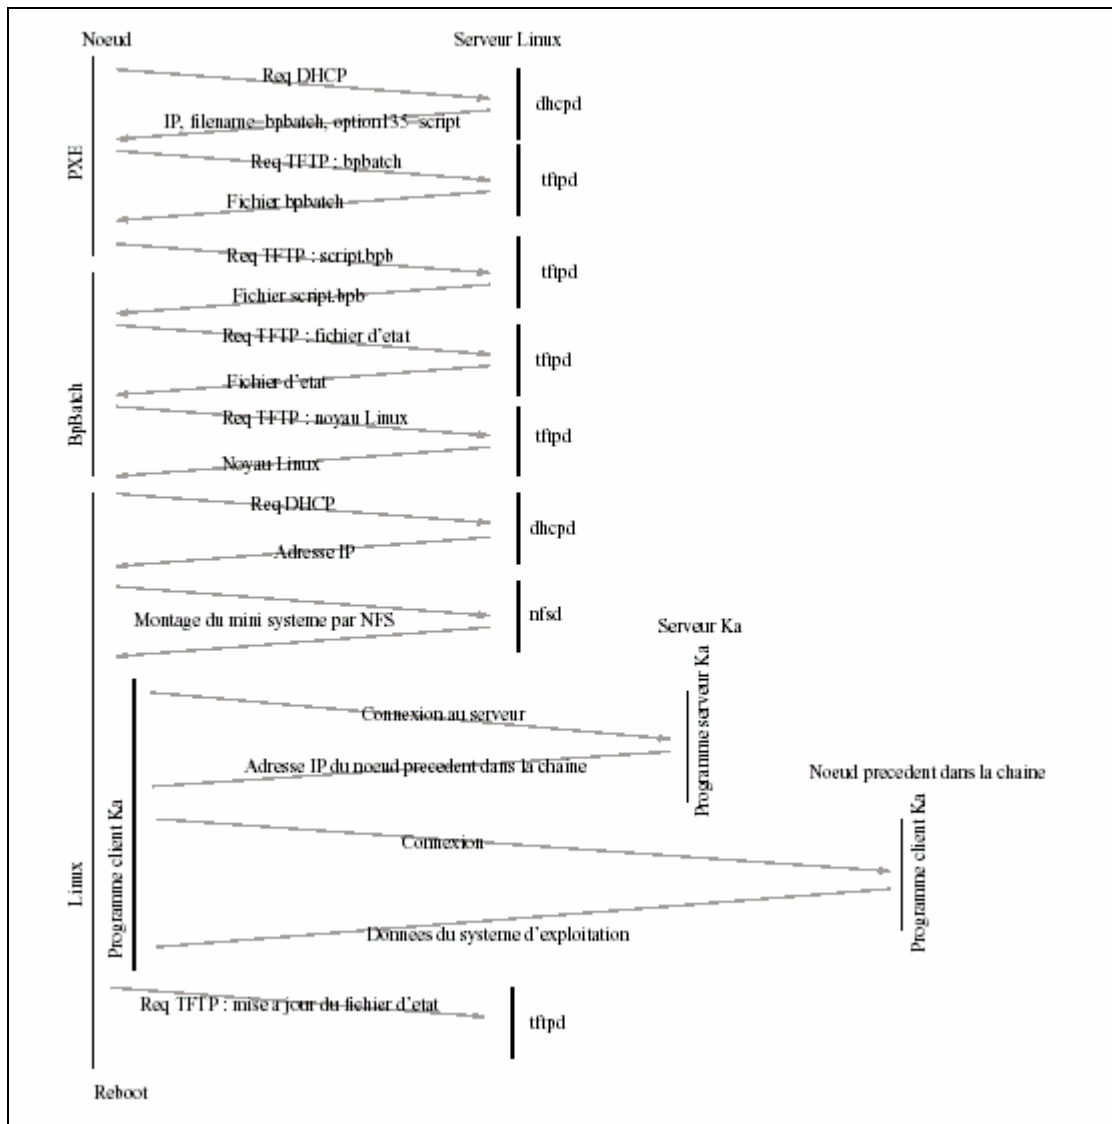 Noeud
Serveur Linux
Req DHCP
dhcpd
IP, filename=bpbatch, option135=script
PXE
Req TFTP : bpbatch
tftpd
Fichier bpbatch
Req TFTP : script.bpb
tftpd
Fichier script.bpb
Req TFTP : fichier d'etat
tftpd
Fichier d'etat
BpBatch
Req TFTP : noyau Linux
tftpd
Noyau Linux
Req DHCP
dhcpd
Adresse IP
nfsd
Montage du mini systeme par NFS
Serveur Ka
Programme serveur Ka
Connexion au serveur
Adresse IP du noeud precedent dans la chaine
Noeud precedent dans la chaine
Linux
Programme client Ka
Connexion
Programme client Ka
Donnees du systeme d'exploitation
Req TFTP : mise a jour du fichier d'etat
tftpd
Reboot